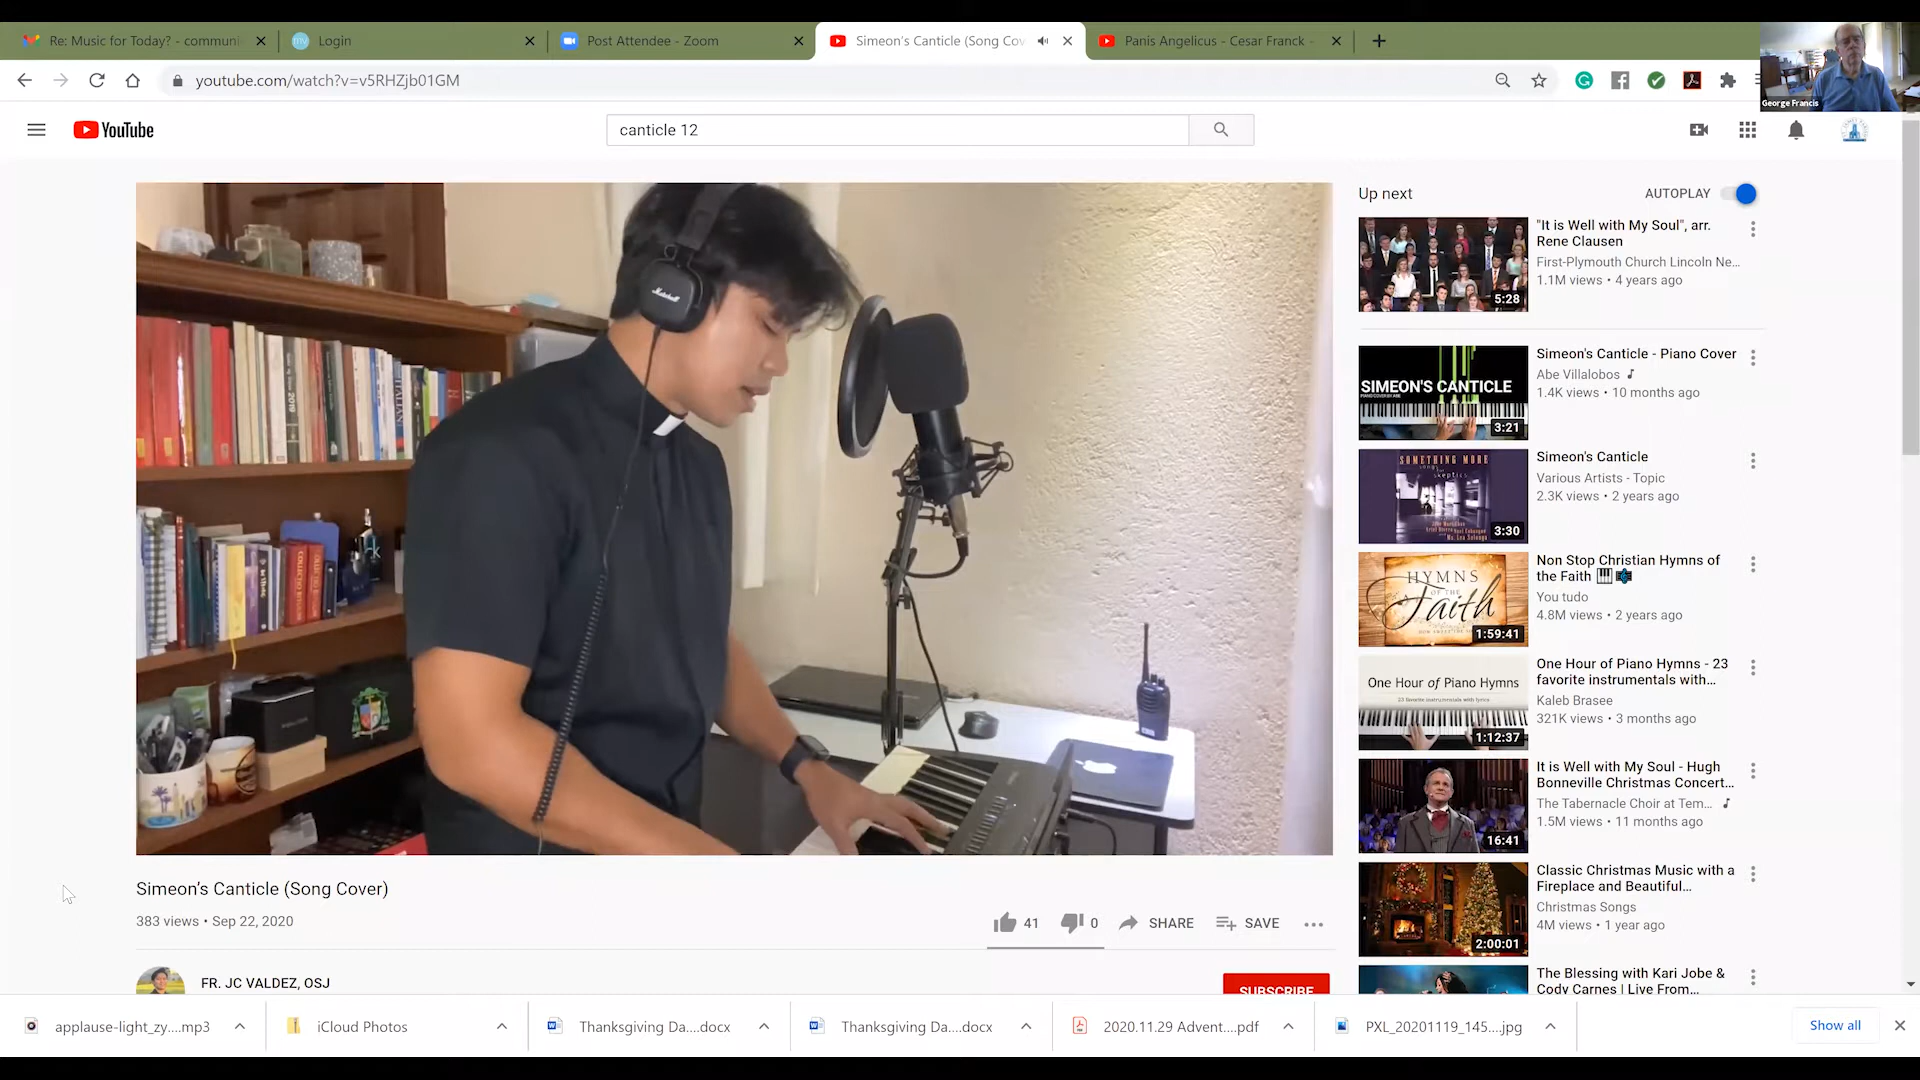 Re: Music for Today? - communi
Login
Post Attendee - Zoom
Simeon's Canticle (Song Cov
Panis Angelicus - Cesar Franck -
youtube.com/watch?v=v5RHZjb01GM
George Francis
YouTube
canticle 12
Up next
AUTOPLAY
"It is Well with My Soul", arr.
Rene Clausen
First-Plymouth Church Lincoln Ne...
1.1M views • 4 years ago
5:28
Simeon's Canticle - Piano Cover
Abe Villalobos
1.4K views • 10 months ago
SIMEON'S CANTICLE
3:21
Simeon's Canticle
Various Artists - Topic
2.3K views • 2 years ago
SOMETHING MORE
3:30
Non Stop Christian Hymns of
the Faith
You tudo
4.8M views • 2 years ago
HYMNS
OF THE
Faith
1:59:41
One Hour of Piano Hymns - 23
favorite instrumentals with...
Kaleb Brasee
321K views • 3 months ago
One Hour of Piano Hymns
23 favorite instrumentals with lyrics
1:12:37
It is Well with My Soul - Hugh
Bonneville Christmas Concert...
The Tabernacle Choir at Tem...
1.5M views • 11 months ago
16:41
Classic Christmas Music with a
Fireplace and Beautiful...
Christmas Songs
4M views • 1 year ago
2:00:01
The Blessing with Kari Jobe &
Cody Carnes | Live From...
Marshall
Simeon's Canticle (Song Cover)
383 views • Sep 22, 2020
41
0
SHARE
SAVE
FR. JC VALDEZ, OSJ
SUBSCRIBE
applause-light_zy....mp3
iCloud Photos
Thanksgiving Da....docx
Thanksgiving Da....docx
2020.11.29 Advent....pdf
PXL_20201119_145....jpg
Show all